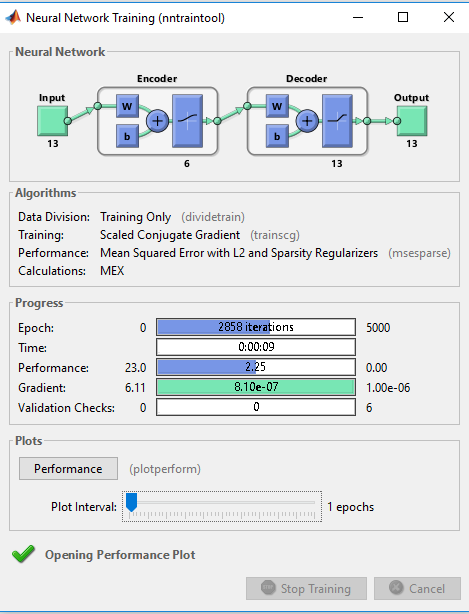 Neural Network Training (nntraintool)
Neural Network
Encoder Decoder
Input Output
W W
b b
+ +
13 13
6 13
Algorithms
Data Division: Training Only (dividetrain)
Training: Scaled Conjugate Gradient (trainscg)
Performance: Mean Squared Error with L2 and Sparsity Regularizers (msesparse)
Calculations: MEX
Progress
Epoch: 0 2858 iterations 5000
Time: 0:00:09
Performance: 23.0 2.25 0.00
Gradient: 6.11 8.10e-07 1.00e-06
Validation Checks: 0 0 6
Plots
Performance (plotperform)
Plot Interval: 1 epochs
Opening Performance Plot
Stop Training Cancel